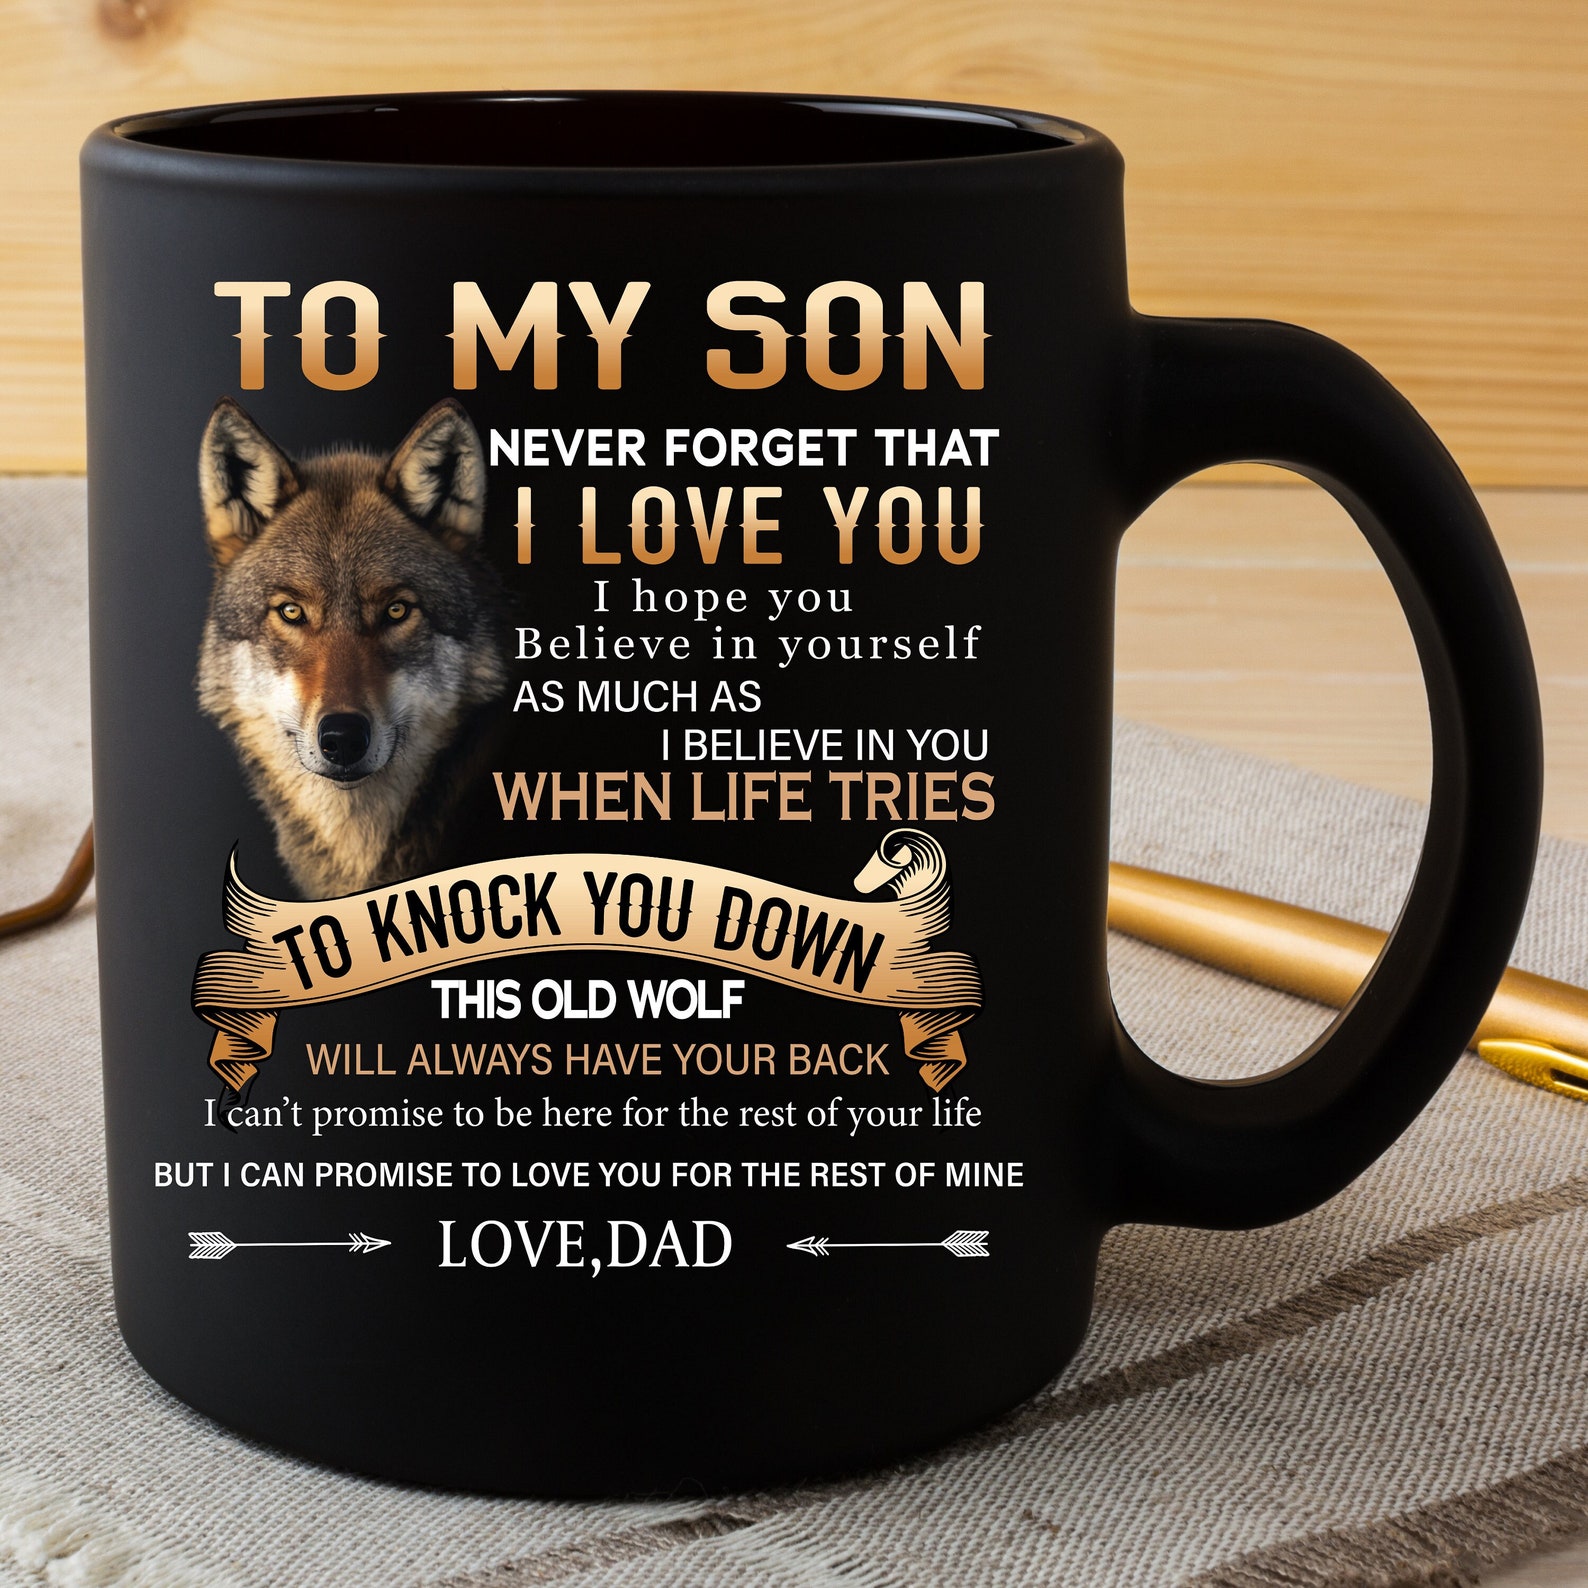 TO MY SON
NEVER FORGET THAT
I LOVE YOU
I hope you
Believe in yourself
AS MUCH AS
I BELIEVE IN YOU
WHEN LIFE TRIES
TO KNOCK YOU DOWN
THIS OLD WOLF
WILL ALWAYS HAVE YOUR BACK
I can't promise to be here for the rest of your life
BUT I CAN PROMISE TO LOVE YOU FOR THE REST OF MINE
LOVE,DAD